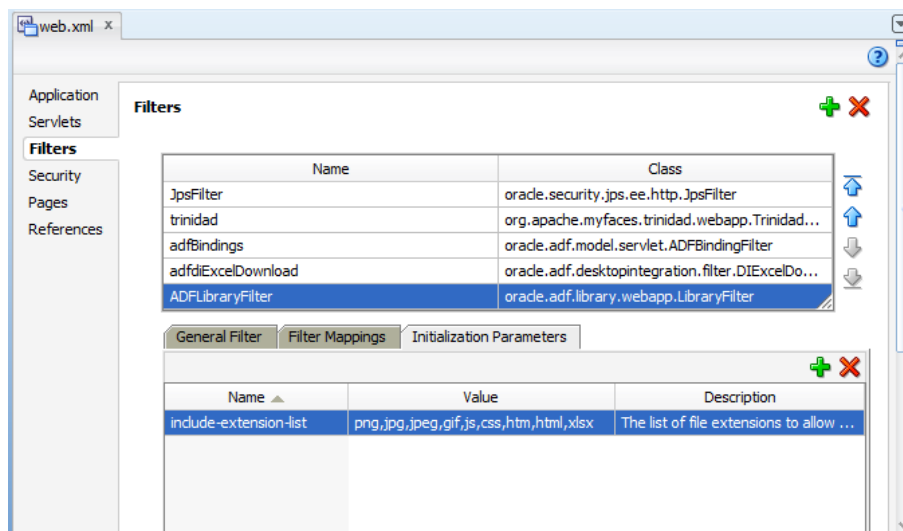 web.xml x
Application
Servlets
Filters
Security
Pages
References
Filters
Name Class
JpsFilter oracle.security.jps.ee.http.JpsFilter
trinidad org.apache.myfaces.trinidad.webapp.Trinidad...
adfBindings oracle.adf.model.servlet.ADFBindingFilter
adfdiExcelDownload oracle.adf.desktopintegration.filter.DIExcelDo...
ADFLibraryFilter oracle.adf.library.webapp.LibraryFilter
General Filter Filter Mappings Initialization Parameters
Name Value Description
include-extension-list png,jpg,jpeg,gif,js,css,htm,html,xlsx The list of file extensions to allow ...